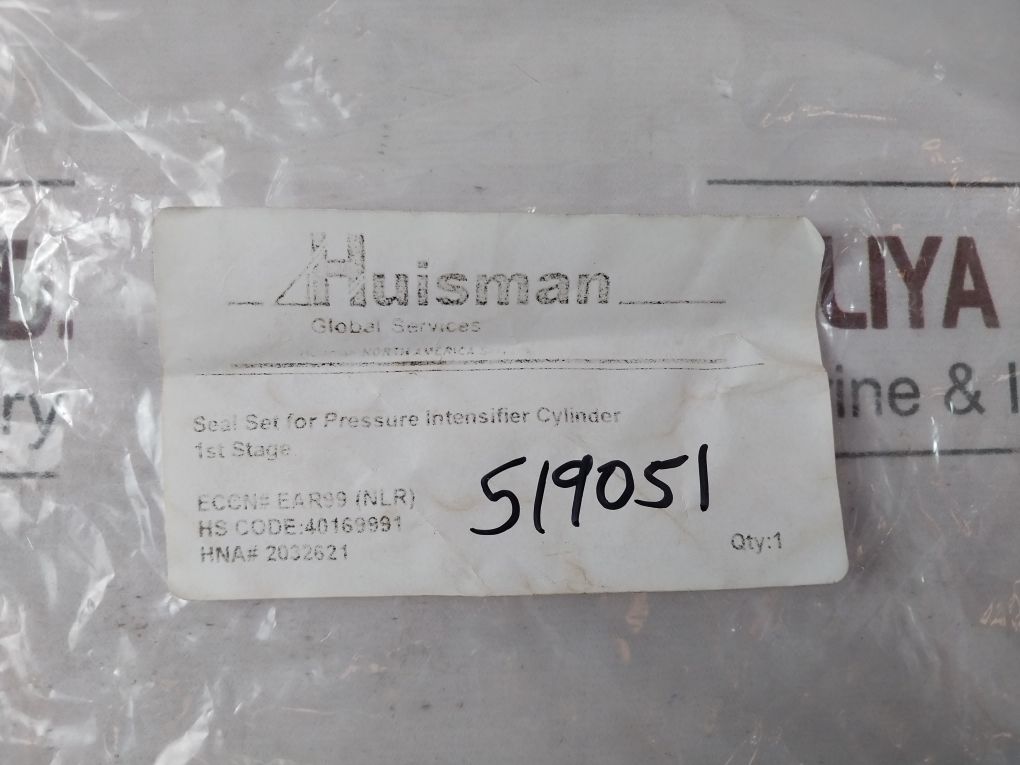 Huisman
Global Services
NORTH AMERICA
Seal Set for Pressure Intensifier Cylinder
1st Stage
ECCN# EAR99 (NLR)
HS CODE:40169991
HNA# 2032621
519051
Qty:1
D.
ry
LIYA
ine & I